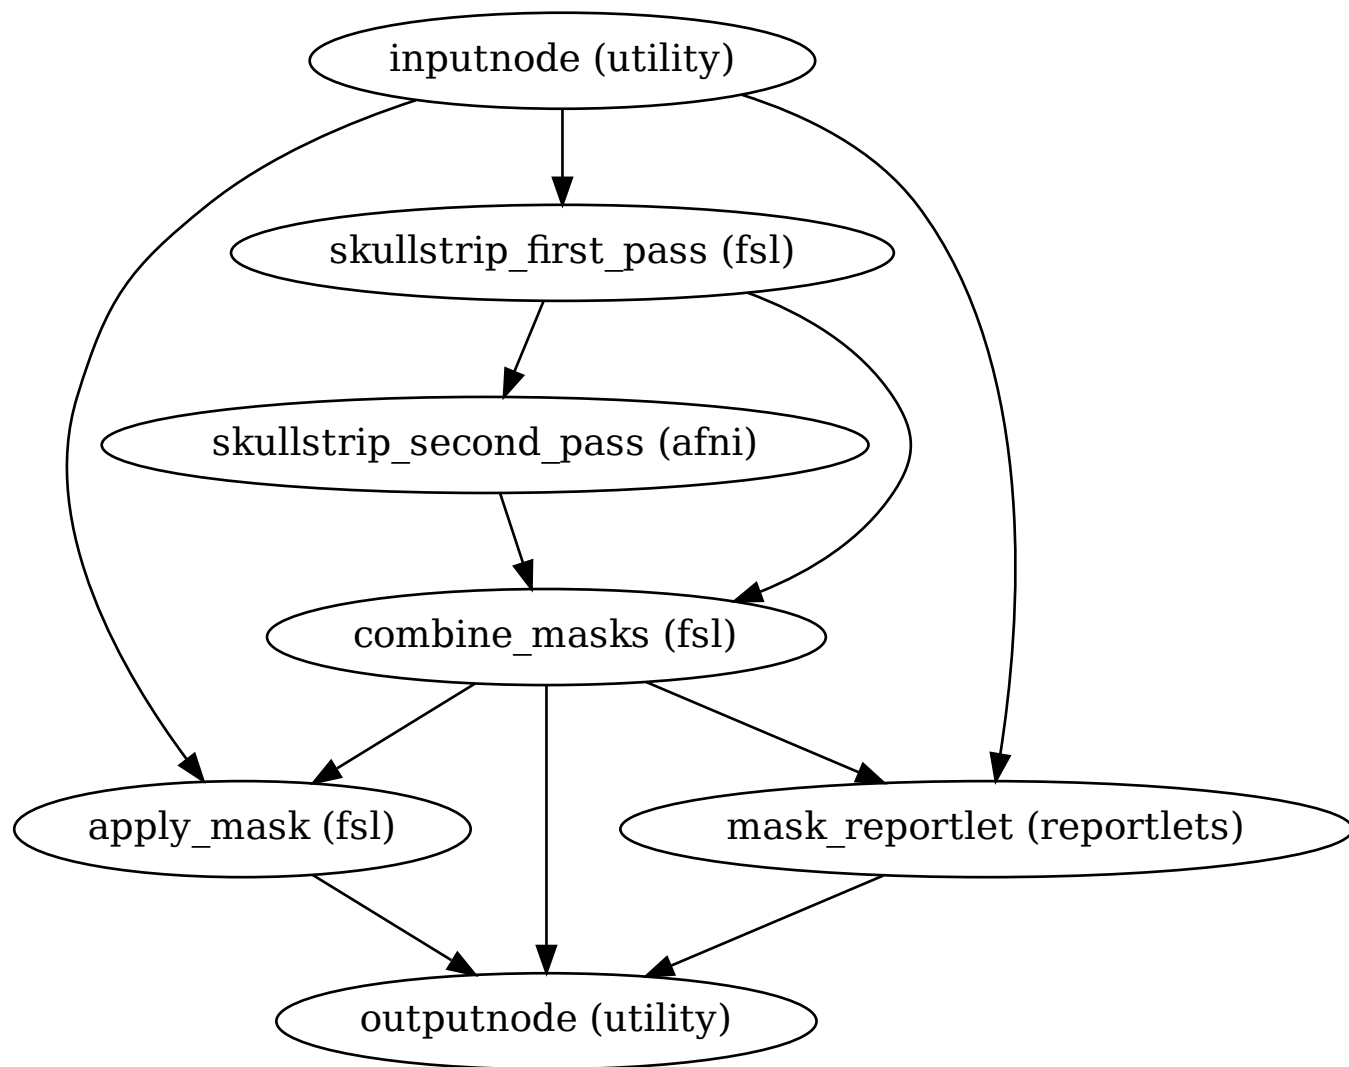 inputnode (utility)
skullstrip_first_pass (fsl)
skullstrip_second_pass (afni)
combine_masks (fsl)
apply_mask (fsl)
mask_reportlet (reportlets)
outputnode (utility)